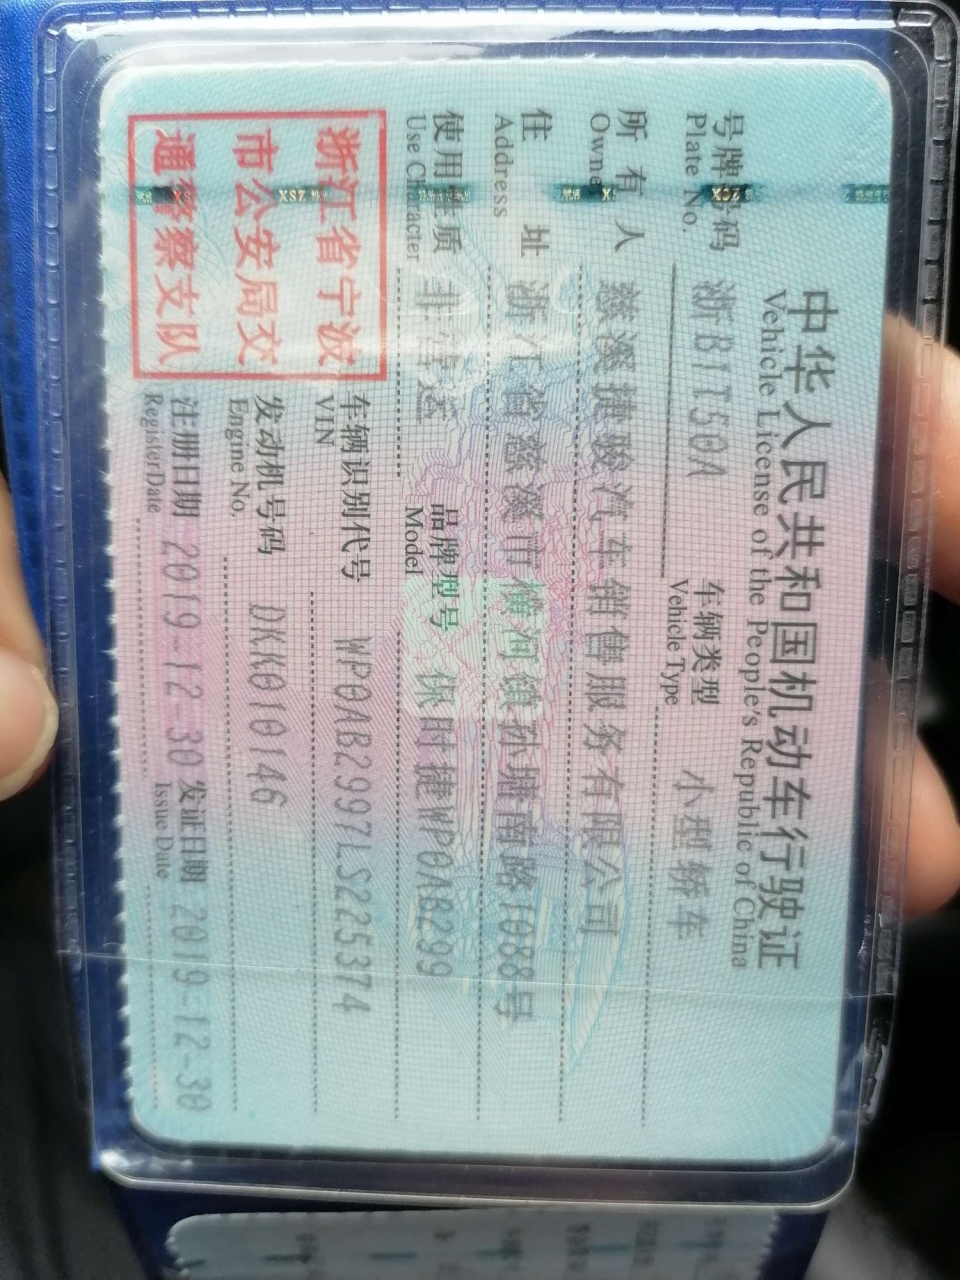 中华人民共和国机动车行驶证
Vehicle License of the People's Republic of China
号牌号码 浙B1T50A 车辆类型 小型轿车
Plate No. Vehicle Type
所有人 慈溪捷骏汽车销售服务有限公司
Owner
住址 浙江省慈溪市横河镇孙塘南路1088号
Address
使用性质 非营运 品牌型号 保时捷WP0AB299
Use Character Model
浙江省宁波
市公安局交
通警察支队
车辆识别代号 WP0AB2997LS225374
VIN
发动机号码 DKK010146
Engine No.
注册日期 2019-12-30 发证日期 2019-12-30
Register Date Issue Date